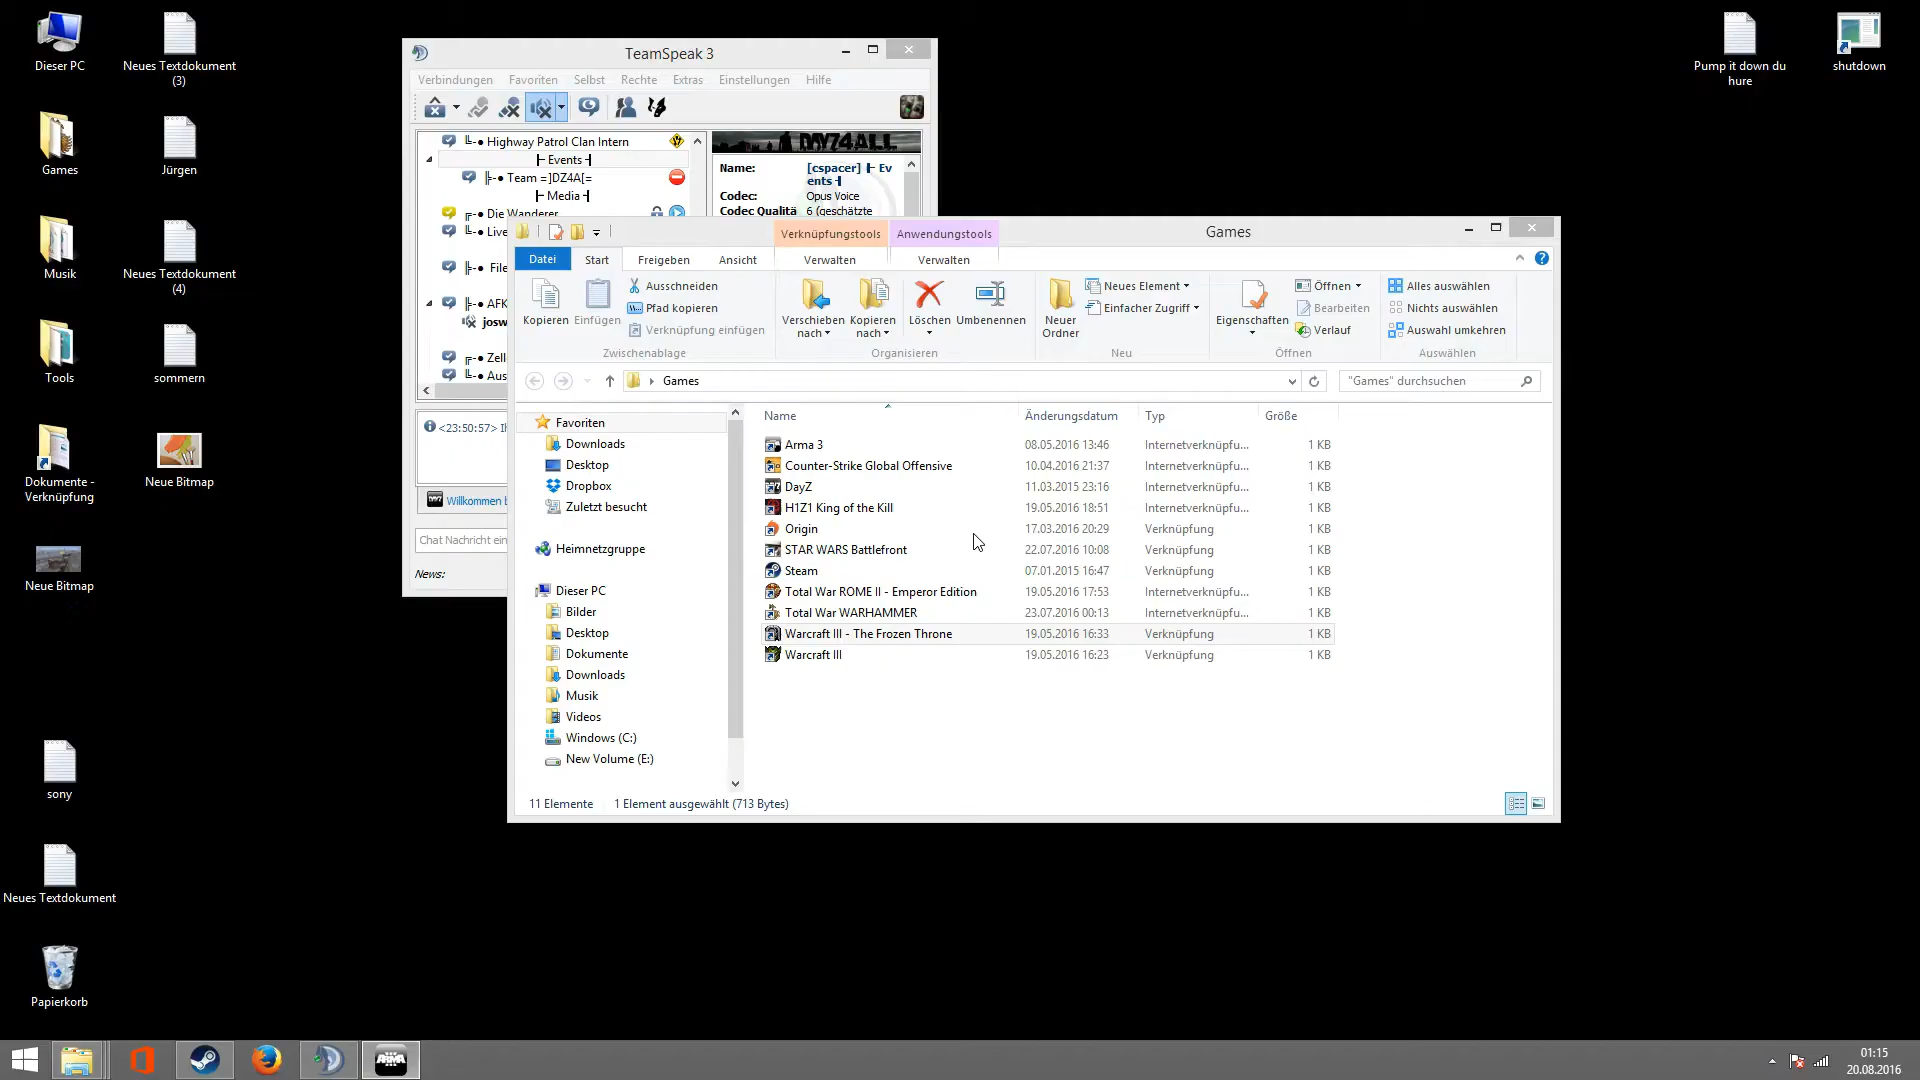 Dieser PC
Neues Textdokument
(3)
Games
Jürgen
Musik
Neues Textdokument
(4)
Tools
sommern
Dokumente -
Verknüpfung
Neue Bitmap
Neue Bitmap
sony
Neues Textdokument
Papierkorb
Pump it down du
hure
shutdown
TeamSpeak 3
Verbindungen Favoriten Selbst Rechte Extras Einstellungen Hilfe
Highway Patrol Clan Intern
├ Events ┤
Team =]DZ4A[=
├ Media ┤
Die Wanderer
Live
File
AFK
josw
Zell
Aus
DAYZ4ALL
Name: [cspacer] ├ Ev
ents ┤
Codec: Opus Voice
Codec Qualitä 6 (geschätzte
<23:50:57> Ih
Willkommen b
Chat Nachricht ein
News:
Verknüpfungstools Anwendungstools Games
Datei Start Freigeben Ansicht Verwalten Verwalten
Kopieren
Einfügen
Ausschneiden
Pfad kopieren
Verknüpfung einfügen
Zwischenablage
Verschieben
nach
Kopieren
nach
Löschen
Umbenennen
Organisieren
Neuer
Ordner
Neues Element
Einfacher Zugriff
Neu
Eigenschaften
Öffnen
Bearbeiten
Verlauf
Öffnen
Alles auswählen
Nichts auswählen
Auswahl umkehren
Auswählen
Games
"Games" durchsuchen
Favoriten
Downloads
Desktop
Dropbox
Zuletzt besucht
Heimnetzgruppe
Dieser PC
Bilder
Desktop
Dokumente
Downloads
Musik
Videos
Windows (C:)
New Volume (E:)
Name Änderungsdatum Typ Größe
Arma 3 08.05.2016 13:46 Internetverknüpfu... 1 KB
Counter-Strike Global Offensive 10.04.2016 21:37 Internetverknüpfu... 1 KB
DayZ 11.03.2015 23:16 Internetverknüpfu... 1 KB
H1Z1 King of the Kill 19.05.2016 18:51 Internetverknüpfu... 1 KB
Origin 17.03.2016 20:29 Verknüpfung 1 KB
STAR WARS Battlefront 22.07.2016 10:08 Verknüpfung 1 KB
Steam 07.01.2015 16:47 Verknüpfung 1 KB
Total War ROME II - Emperor Edition 19.05.2016 17:53 Internetverknüpfu... 1 KB
Total War WARHAMMER 23.07.2016 00:13 Internetverknüpfu... 1 KB
Warcraft III - The Frozen Throne 19.05.2016 16:33 Verknüpfung 1 KB
Warcraft III 19.05.2016 16:23 Verknüpfung 1 KB
11 Elemente 1 Element ausgewählt (713 Bytes)
ARMA
01:15
20.08.2016